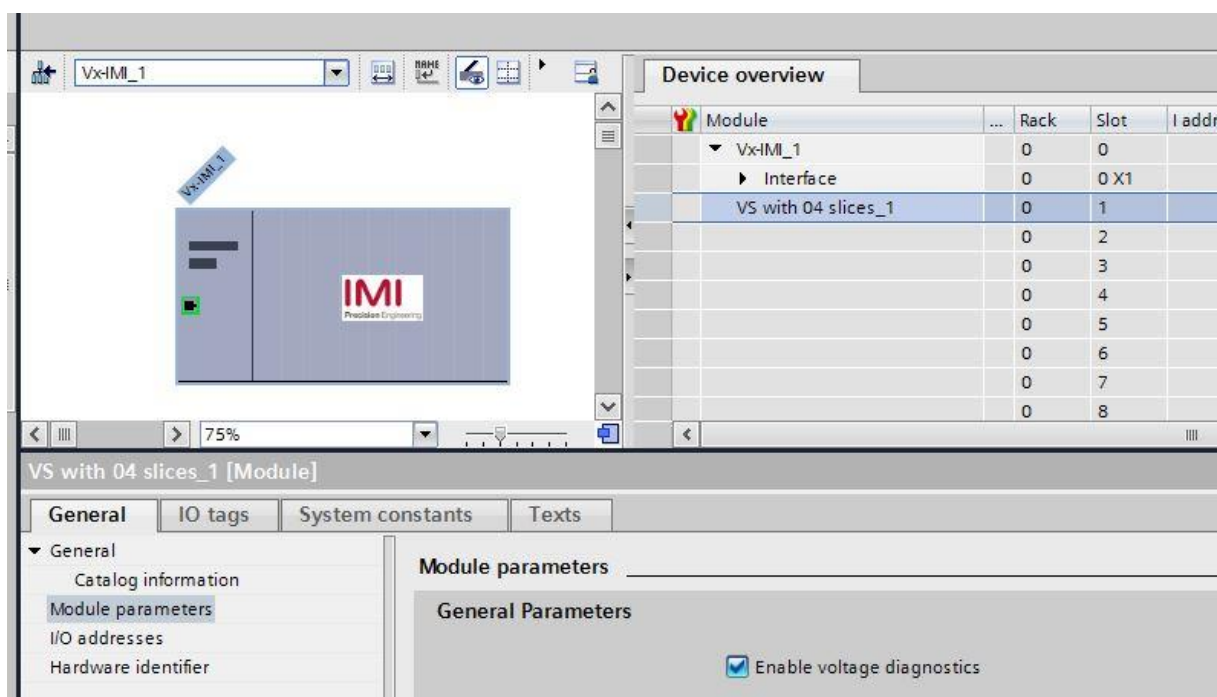 Vx-IMI_1
NAME
Device overview
Module ... Rack Slot I addr
Vx-IMI_1 0 0
Interface 0 0 X1
VS with 04 slices_1 0 1
0 2
0 3
0 4
0 5
0 6
0 7
0 8
Vx-IMI_1
IMI
Precision Engineering
75%
VS with 04 slices_1 [Module]
General IO tags System constants Texts
General
Catalog information
Module parameters
I/O addresses
Hardware identifier
Module parameters
General Parameters
Enable voltage diagnostics